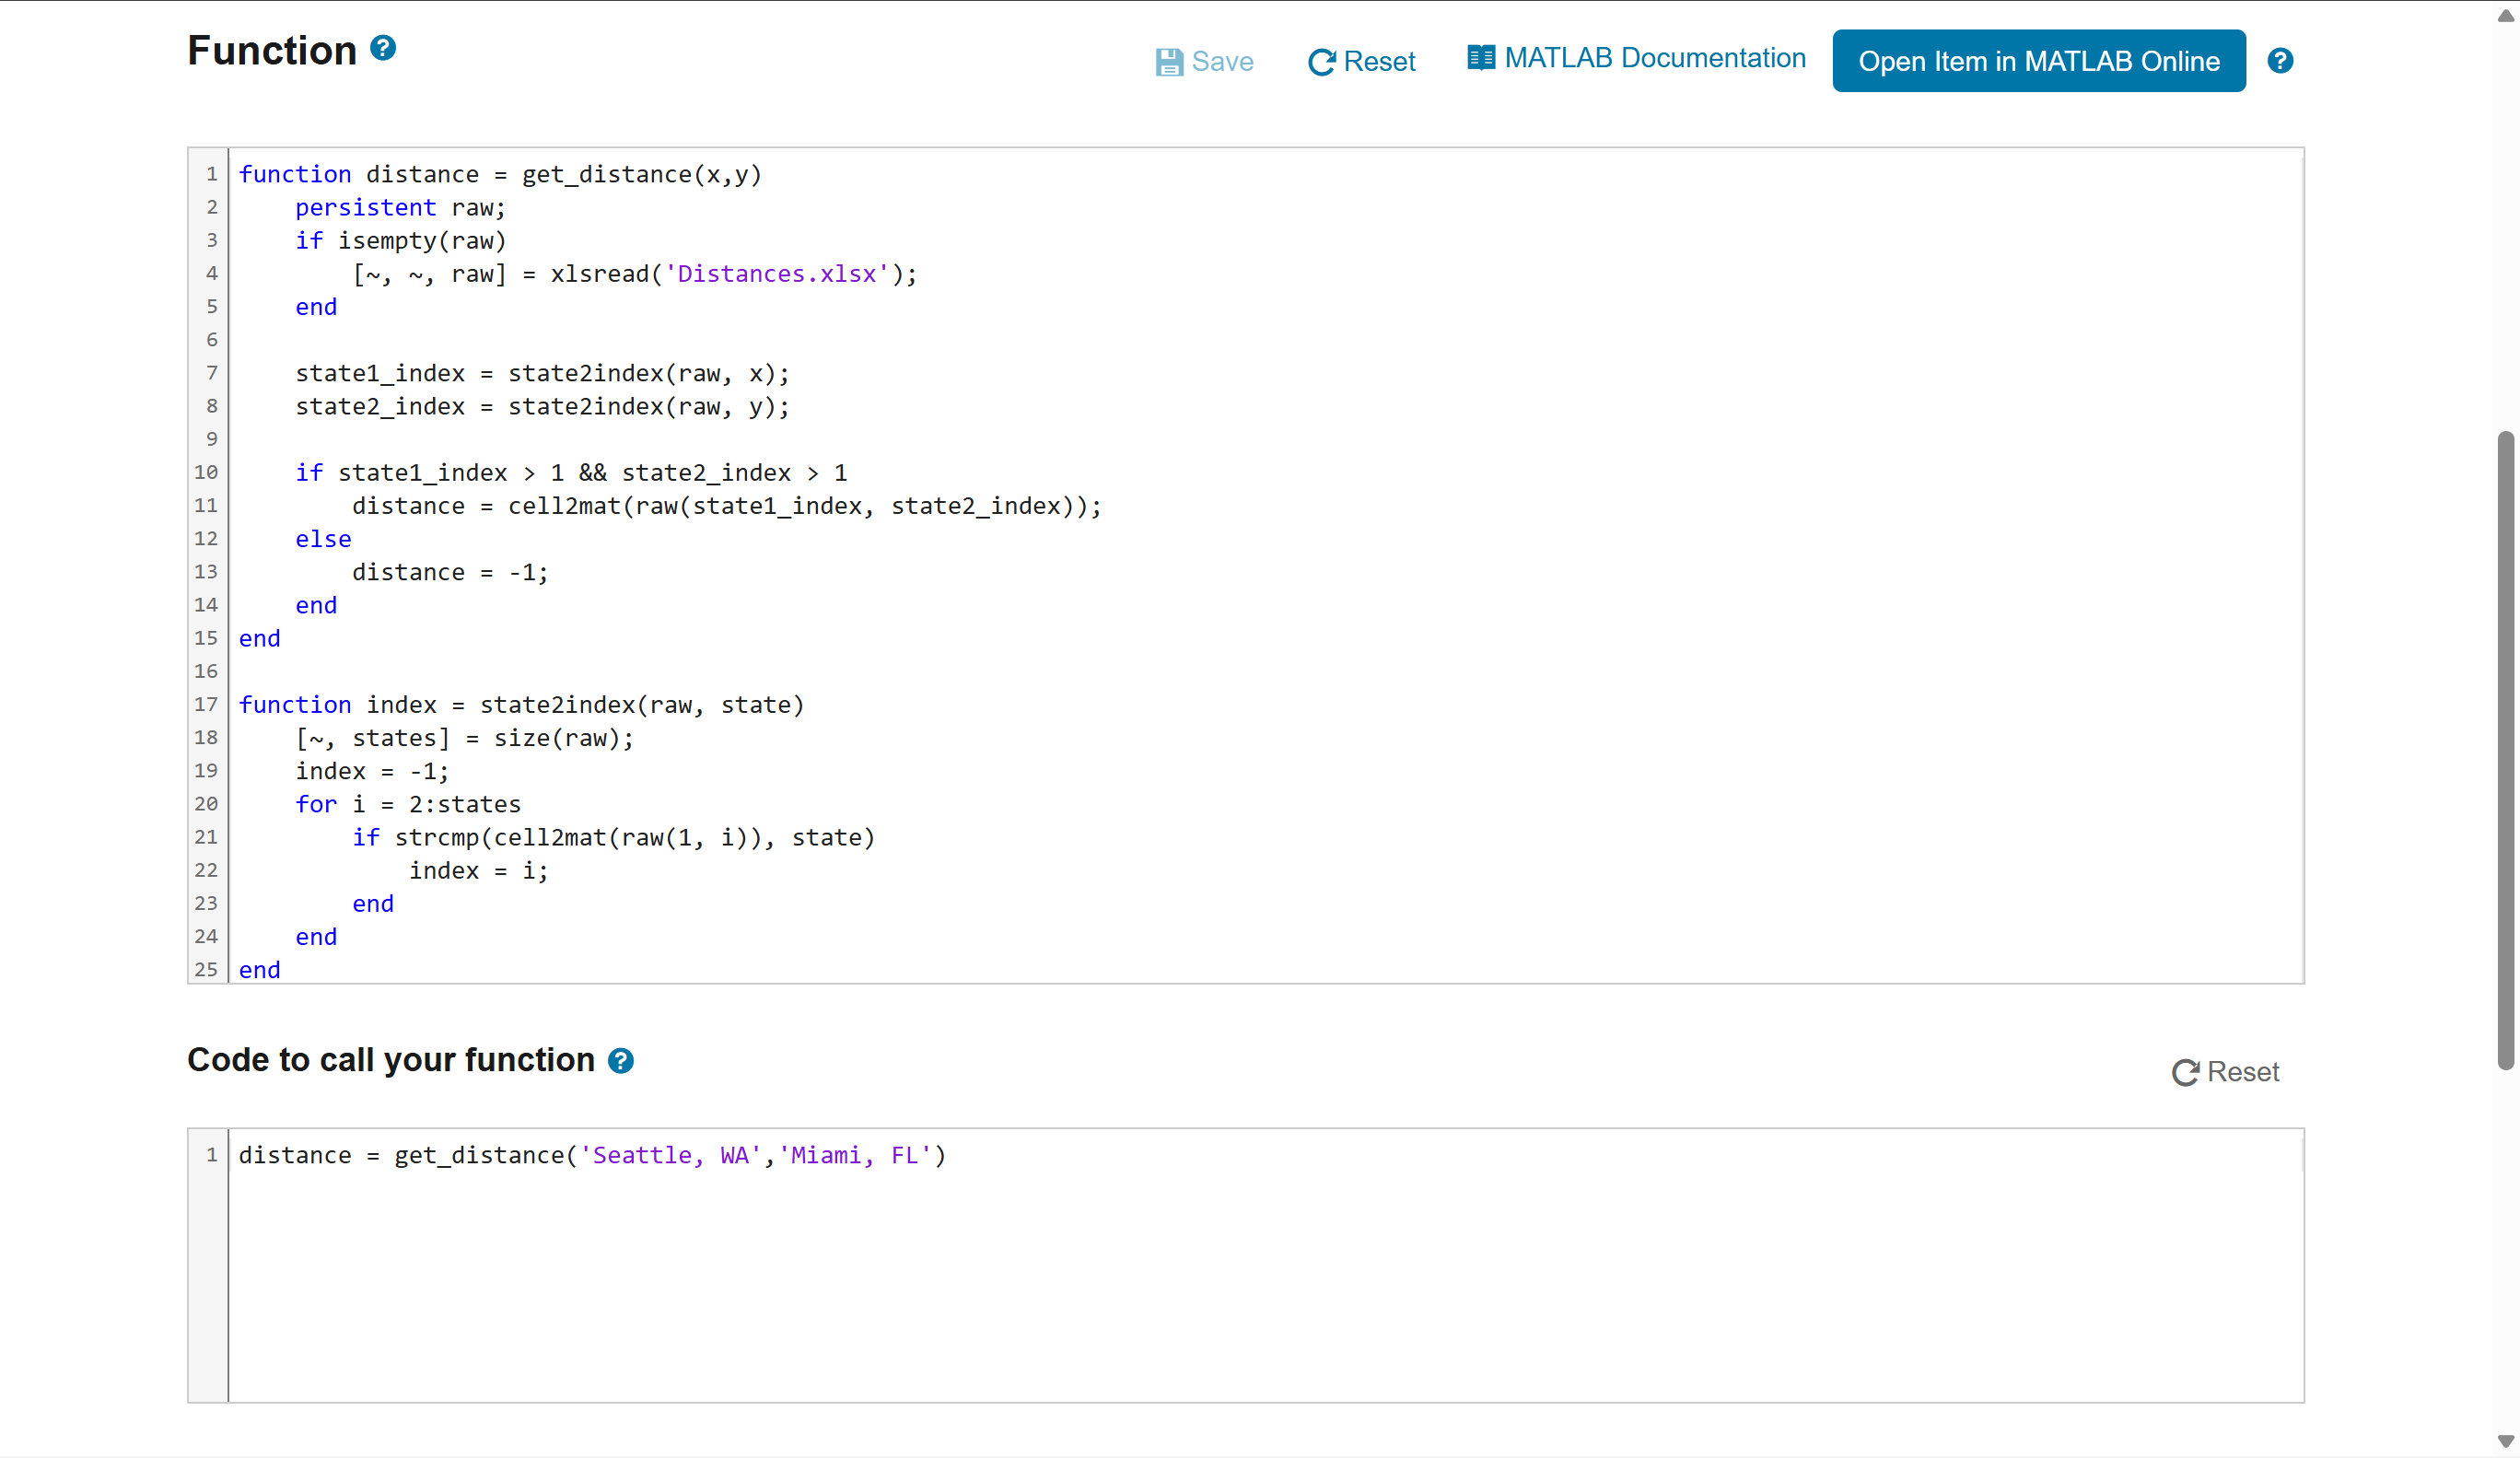 Function ?
Save Reset MATLAB Documentation Open Item in MATLAB Online ?
1 function distance = get_distance(x,y)
2     persistent raw;
3     if isempty(raw)
4         [~, ~, raw] = xlsread('Distances.xlsx');
5     end
6
7     state1_index = state2index(raw, x);
8     state2_index = state2index(raw, y);
9
10     if state1_index > 1 && state2_index > 1
11         distance = cell2mat(raw(state1_index, state2_index));
12     else
13         distance = -1;
14     end
15 end
16
17 function index = state2index(raw, state)
18     [~, states] = size(raw);
19     index = -1;
20     for i = 2:states
21         if strcmp(cell2mat(raw(1, i)), state)
22             index = i;
23         end
24     end
25 end
Code to call your function ?
Reset
1 distance = get_distance('Seattle, WA','Miami, FL')